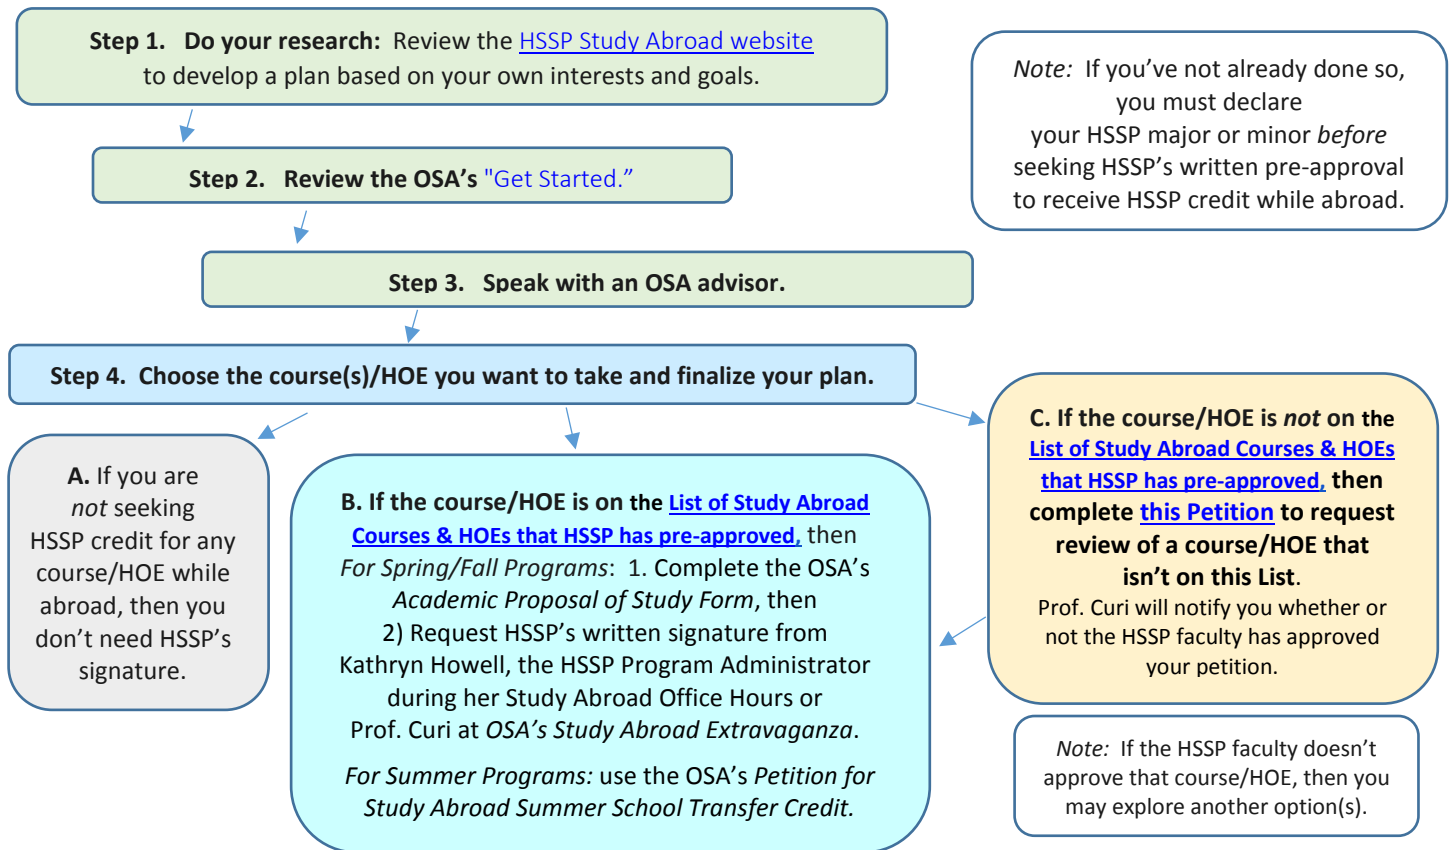 Step 1. Do your research: Review the HSSP Study Abroad website
to develop a plan based on your own interests and goals.
Note: If you've not already done so,
you must declare
your HSSP major or minor before
seeking HSSP's written pre-approval
to receive HSSP credit while abroad.
Step 2. Review the OSA's "Get Started.”
Step 3. Speak with an OSA advisor.
Step 4. Choose the course(s)/HOE you want to take and finalize your plan.
A. If you are
not seeking
HSSP credit for any
course/HOE while
abroad, then you
don't need HSSP's
signature.
B. If the course/HOE is on the List of Study Abroad
Courses & HOEs that HSSP has pre-approved, then
For Spring/Fall Programs: 1. Complete the OSA's
Academic Proposal of Study Form, then
2) Request HSSP's written signature from
Kathryn Howell, the HSSP Program Administrator
during her Study Abroad Office Hours or
Prof. Curi at OSA's Study Abroad Extravaganza.
For Summer Programs: use the OSA's Petition for
Study Abroad Summer School Transfer Credit.
C. If the course/HOE is not on the
List of Study Abroad Courses & HOEs
that HSSP has pre-approved, then
complete this Petition to request
review of a course/HOE that
isn't on this List.
Prof. Curi will notify you whether or
not the HSSP faculty has approved
your petition.
Note: If the HSSP faculty doesn't
approve that course/HOE, then you
may explore another option(s).